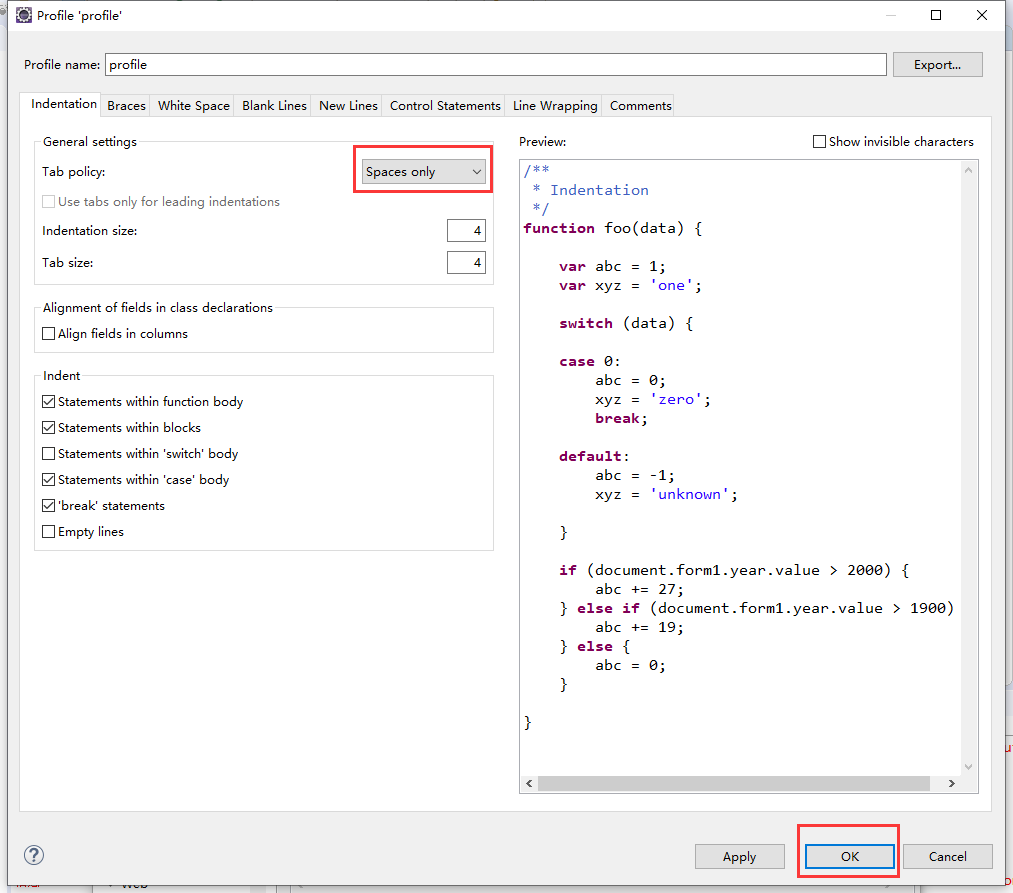 Profile 'profile'
Profile name: profile Export...
Indentation Braces White Space Blank Lines New Lines Control Statements Line Wrapping Comments
General settings
Tab policy: Spaces only
Use tabs only for leading indentations
Indentation size: 4
Tab size: 4
Alignment of fields in class declarations
Align fields in columns
Indent
Statements within function body
Statements within blocks
Statements within 'switch' body
Statements within 'case' body
'break' statements
Empty lines
Preview: Show invisible characters
/**
 * Indentation
 */
function foo(data) {
    var abc = 1;
    var xyz = 'one';
    switch (data) {
    case 0:
        abc = 0;
        xyz = 'zero';
        break;
    default:
        abc = -1;
        xyz = 'unknown';
    }
    if (document.form1.year.value > 2000) {
        abc += 27;
    } else if (document.form1.year.value > 1900)
        abc += 19;
    } else {
        abc = 0;
    }
}
? Apply OK Cancel